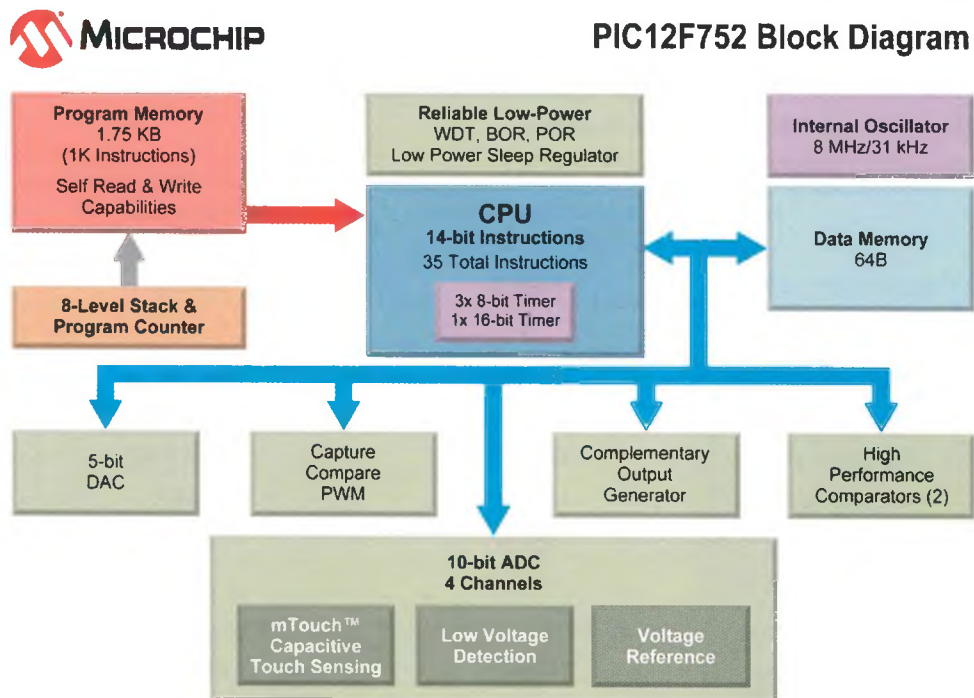 MICROCHIP
PIC12F752 Block Diagram
Program Memory
1.75 KB
(1K Instructions)
Self Read & Write
Capabilities
Reliable Low-Power
WDT, BOR, POR
Low Power Sleep Regulator
Internal Oscillator
8 MHz/31 kHz
CPU
14-bit Instructions
35 Total Instructions
3x 8-bit Timer
1x 16-bit Timer
Data Memory
64B
8-Level Stack &
Program Counter
5-bit
DAC
Capture
Compare
PWM
Complementary
Output
Generator
High
Performance
Comparators (2)
10-bit ADC
4 Channels
mTouch™
Capacitive
Touch Sensing
Low Voltage
Detection
Voltage
Reference